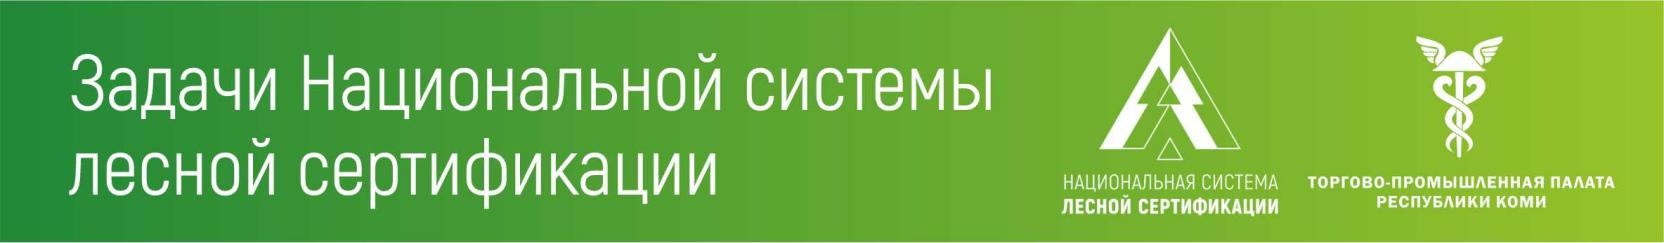 Задачи Национальной системы
лесной сертификации
НАЦИОНАЛЬНАЯ СИСТЕМА
ЛЕСНОЙ СЕРТИФИКАЦИИ
ТОРГОВО-ПРОМЫШЛЕННАЯ ПАЛАТА
РЕСПУБЛИКИ КОМИ